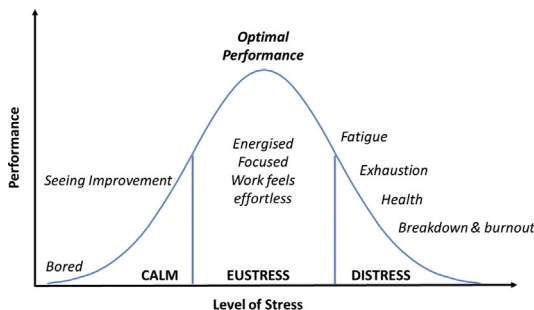 Optimal
Performance
Performance
Energised
Focused
Work feels
effortless
Fatigue
Exhaustion
Health
Breakdown & burnout
Seeing Improvement
Bored
CALM
EUSTRESS
DISTRESS
Level of Stress